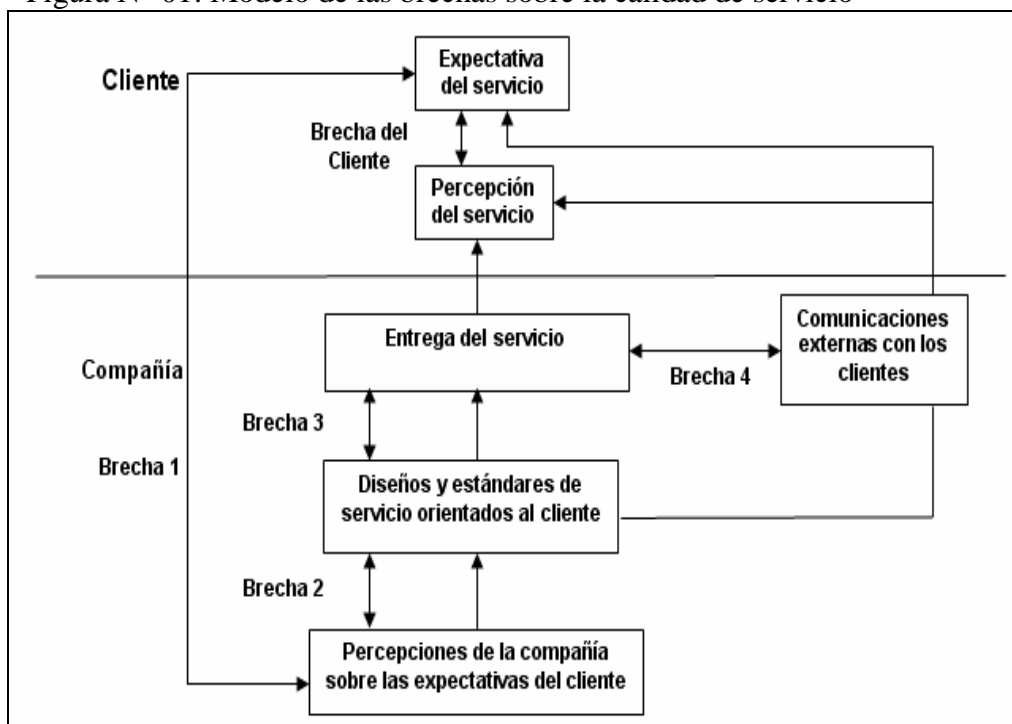 Figura N° 01: Modelo de las brechas sobre la calidad de servicio
Cliente
Expectativa
del servicio
Brecha del
Cliente
Percepción
del servicio
Entrega del servicio
Comunicaciones
externas con los
clientes
Compañía
Brecha 4
Brecha 3
Brecha 1
Diseños y estándares de
servicio orientados al cliente
Brecha 2
Percepciones de la compañía
sobre las expectativas del cliente